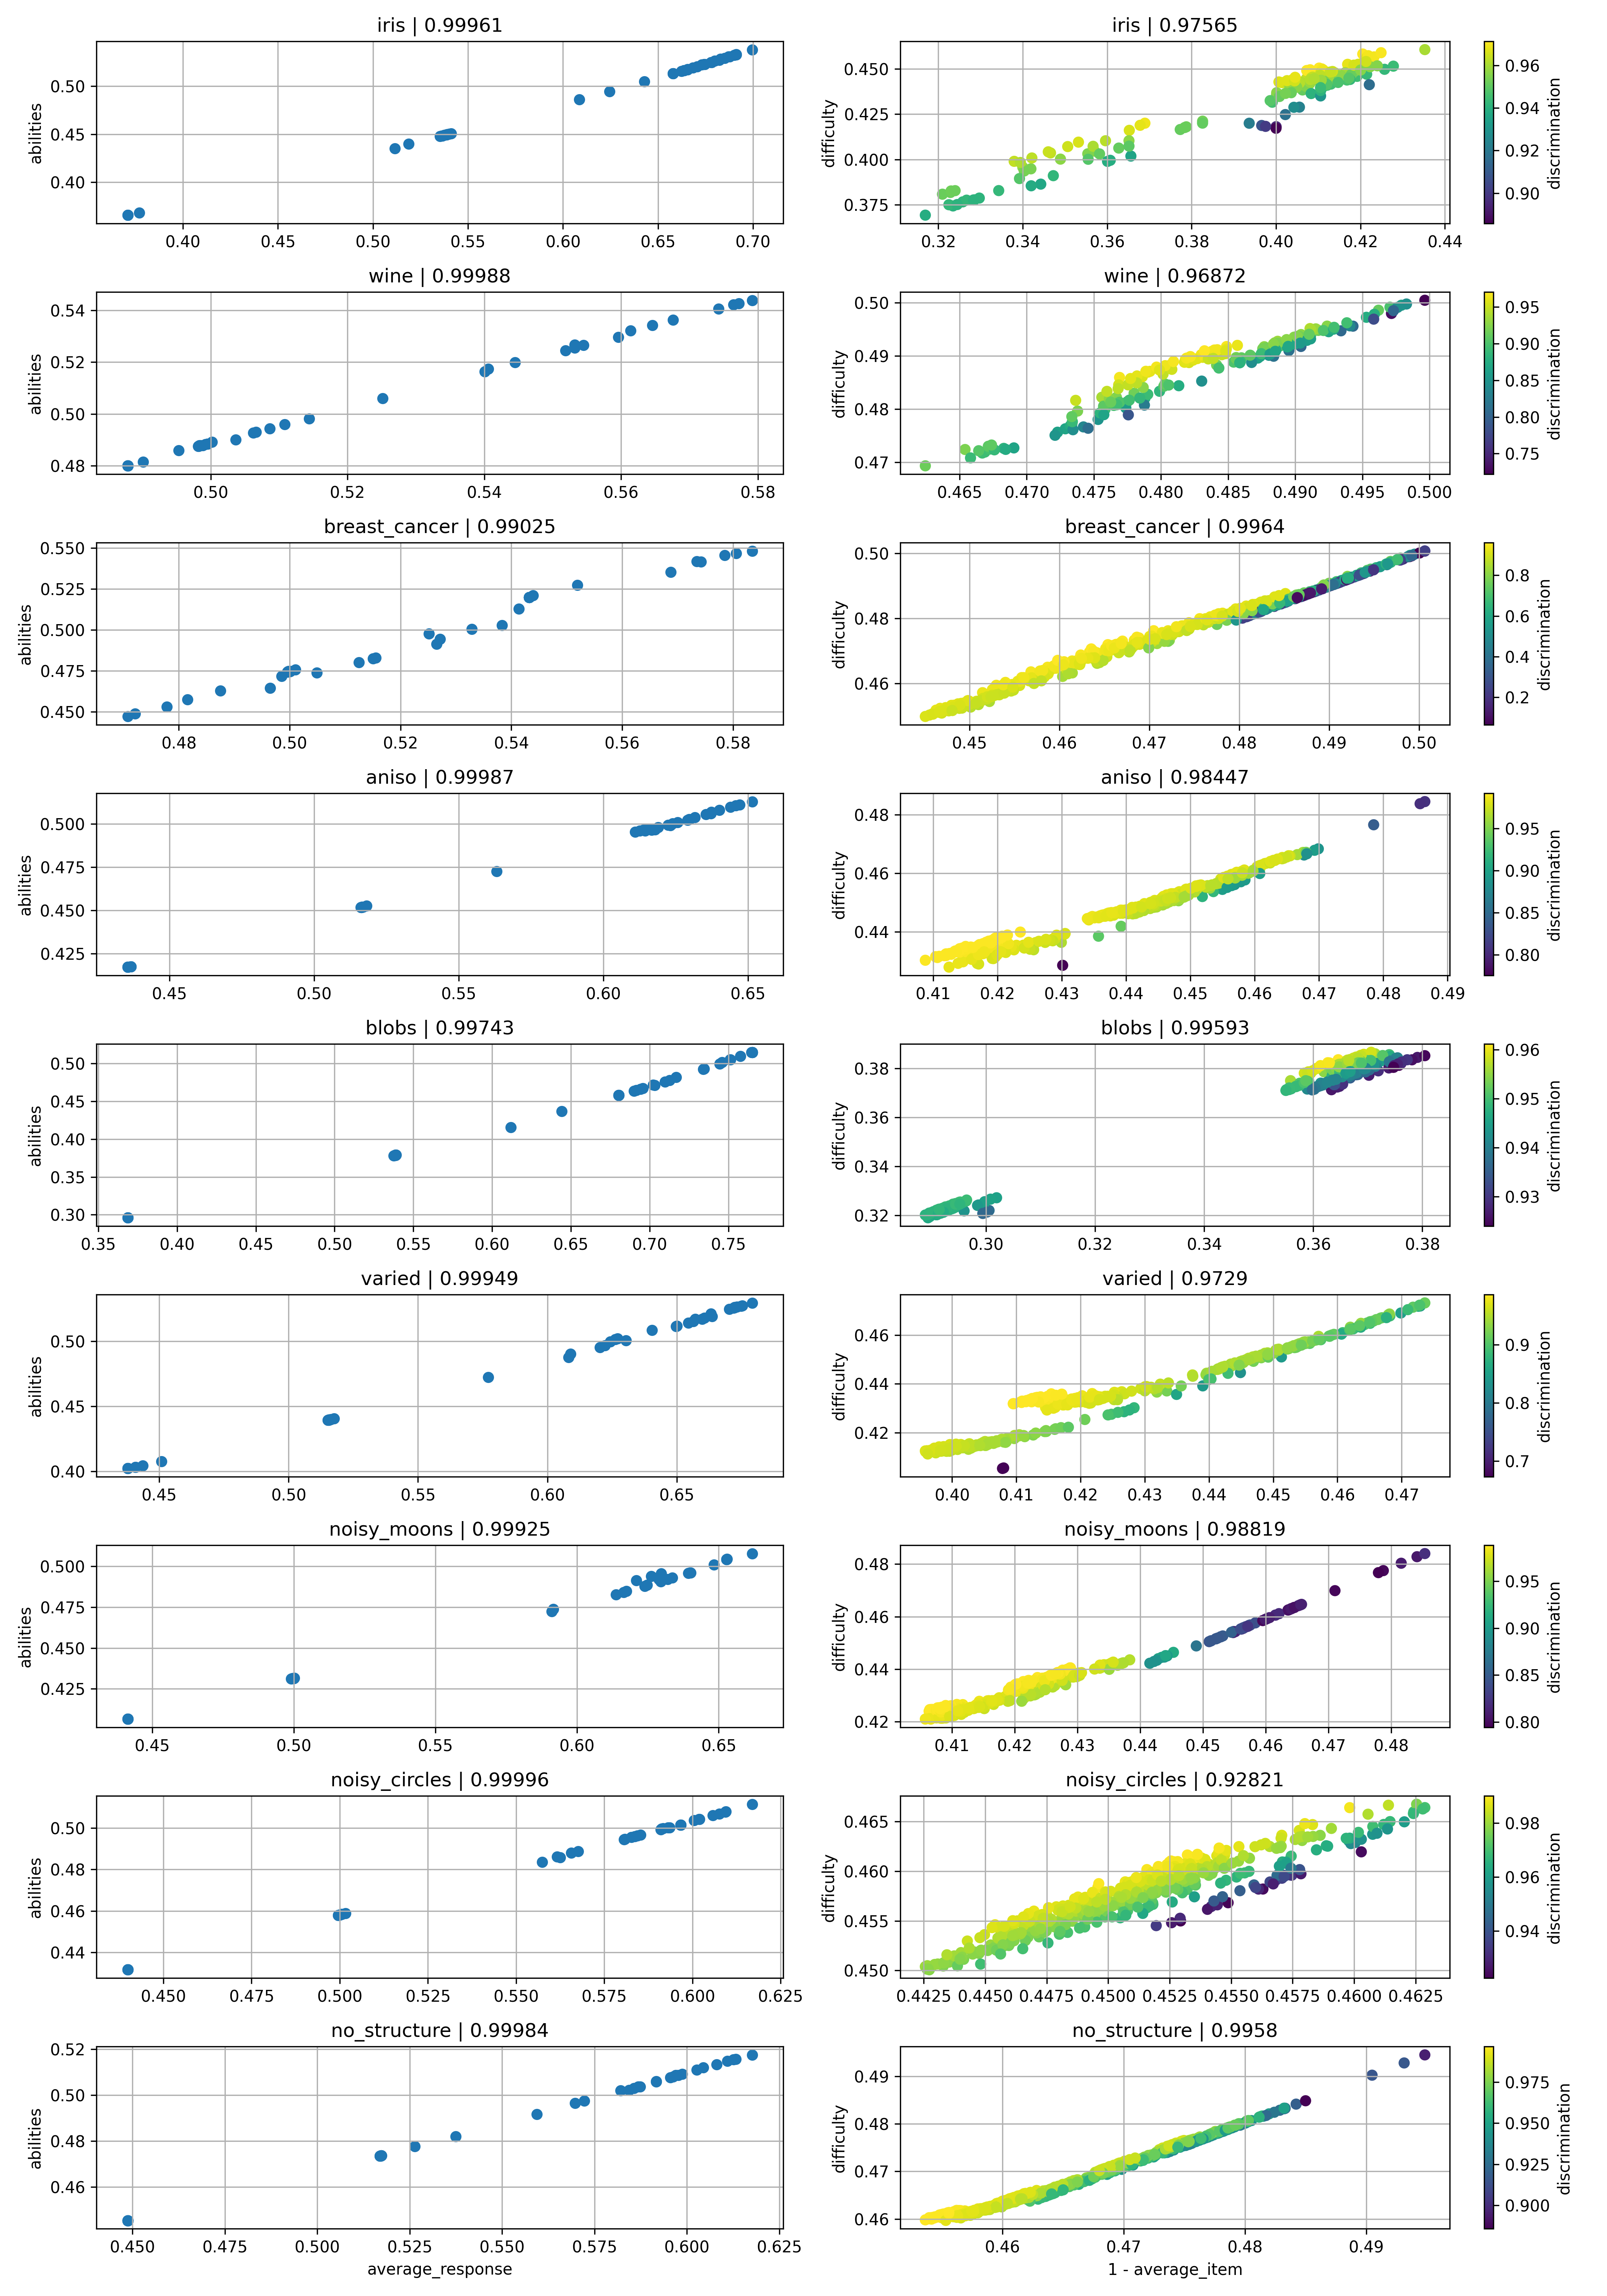 iris | 0.99961
abilities
0.50
0.45
0.40
0.40 0.45 0.50 0.55 0.60 0.65 0.70
iris | 0.97565
difficulty
0.450
0.425
0.400
0.375
0.32 0.34 0.36 0.38 0.40 0.42 0.44
0.96
0.94
0.92
0.90
discrimination
wine | 0.99988
abilities
0.54
0.52
0.50
0.48
0.50 0.52 0.54 0.56 0.58
wine | 0.96872
difficulty
0.50
0.49
0.48
0.47
0.465 0.470 0.475 0.480 0.485 0.490 0.495 0.500
0.95
0.90
0.85
0.80
0.75
discrimination
breast_cancer | 0.99025
abilities
0.550
0.525
0.500
0.475
0.450
0.48 0.50 0.52 0.54 0.56 0.58
breast_cancer | 0.9964
difficulty
0.50
0.48
0.46
0.45 0.46 0.47 0.48 0.49 0.50
0.8
0.6
0.4
0.2
discrimination
aniso | 0.99987
abilities
0.500
0.475
0.450
0.425
0.45 0.50 0.55 0.60 0.65
aniso | 0.98447
difficulty
0.48
0.46
0.44
0.41 0.42 0.43 0.44 0.45 0.46 0.47 0.48 0.49
0.95
0.90
0.85
0.80
discrimination
blobs | 0.99743
abilities
0.50
0.45
0.40
0.35
0.30
0.35 0.40 0.45 0.50 0.55 0.60 0.65 0.70 0.75
blobs | 0.99593
difficulty
0.38
0.36
0.34
0.32
0.30 0.32 0.34 0.36 0.38
0.96
0.95
0.94
0.93
discrimination
varied | 0.99949
abilities
0.50
0.45
0.40
0.45 0.50 0.55 0.60 0.65
varied | 0.9729
difficulty
0.46
0.44
0.42
0.40 0.41 0.42 0.43 0.44 0.45 0.46 0.47
0.9
0.8
0.7
discrimination
noisy_moons | 0.99925
abilities
0.500
0.475
0.450
0.425
0.45 0.50 0.55 0.60 0.65
noisy_moons | 0.98819
difficulty
0.48
0.46
0.44
0.42
0.41 0.42 0.43 0.44 0.45 0.46 0.47 0.48
0.95
0.90
0.85
0.80
discrimination
noisy_circles | 0.99996
abilities
0.50
0.48
0.46
0.44
0.450 0.475 0.500 0.525 0.550 0.575 0.600 0.625
noisy_circles | 0.92821
difficulty
0.465
0.460
0.455
0.450
0.4425 0.4450 0.4475 0.4500 0.4525 0.4550 0.4575 0.4600 0.4625
0.98
0.96
0.94
discrimination
no_structure | 0.99984
abilities
0.52
0.50
0.48
0.46
0.450 0.475 0.500 0.525 0.550 0.575 0.600 0.625
average_response
no_structure | 0.9958
difficulty
0.49
0.48
0.47
0.46
0.46 0.47 0.48 0.49
1 - average_item
0.975
0.950
0.925
0.900
discrimination